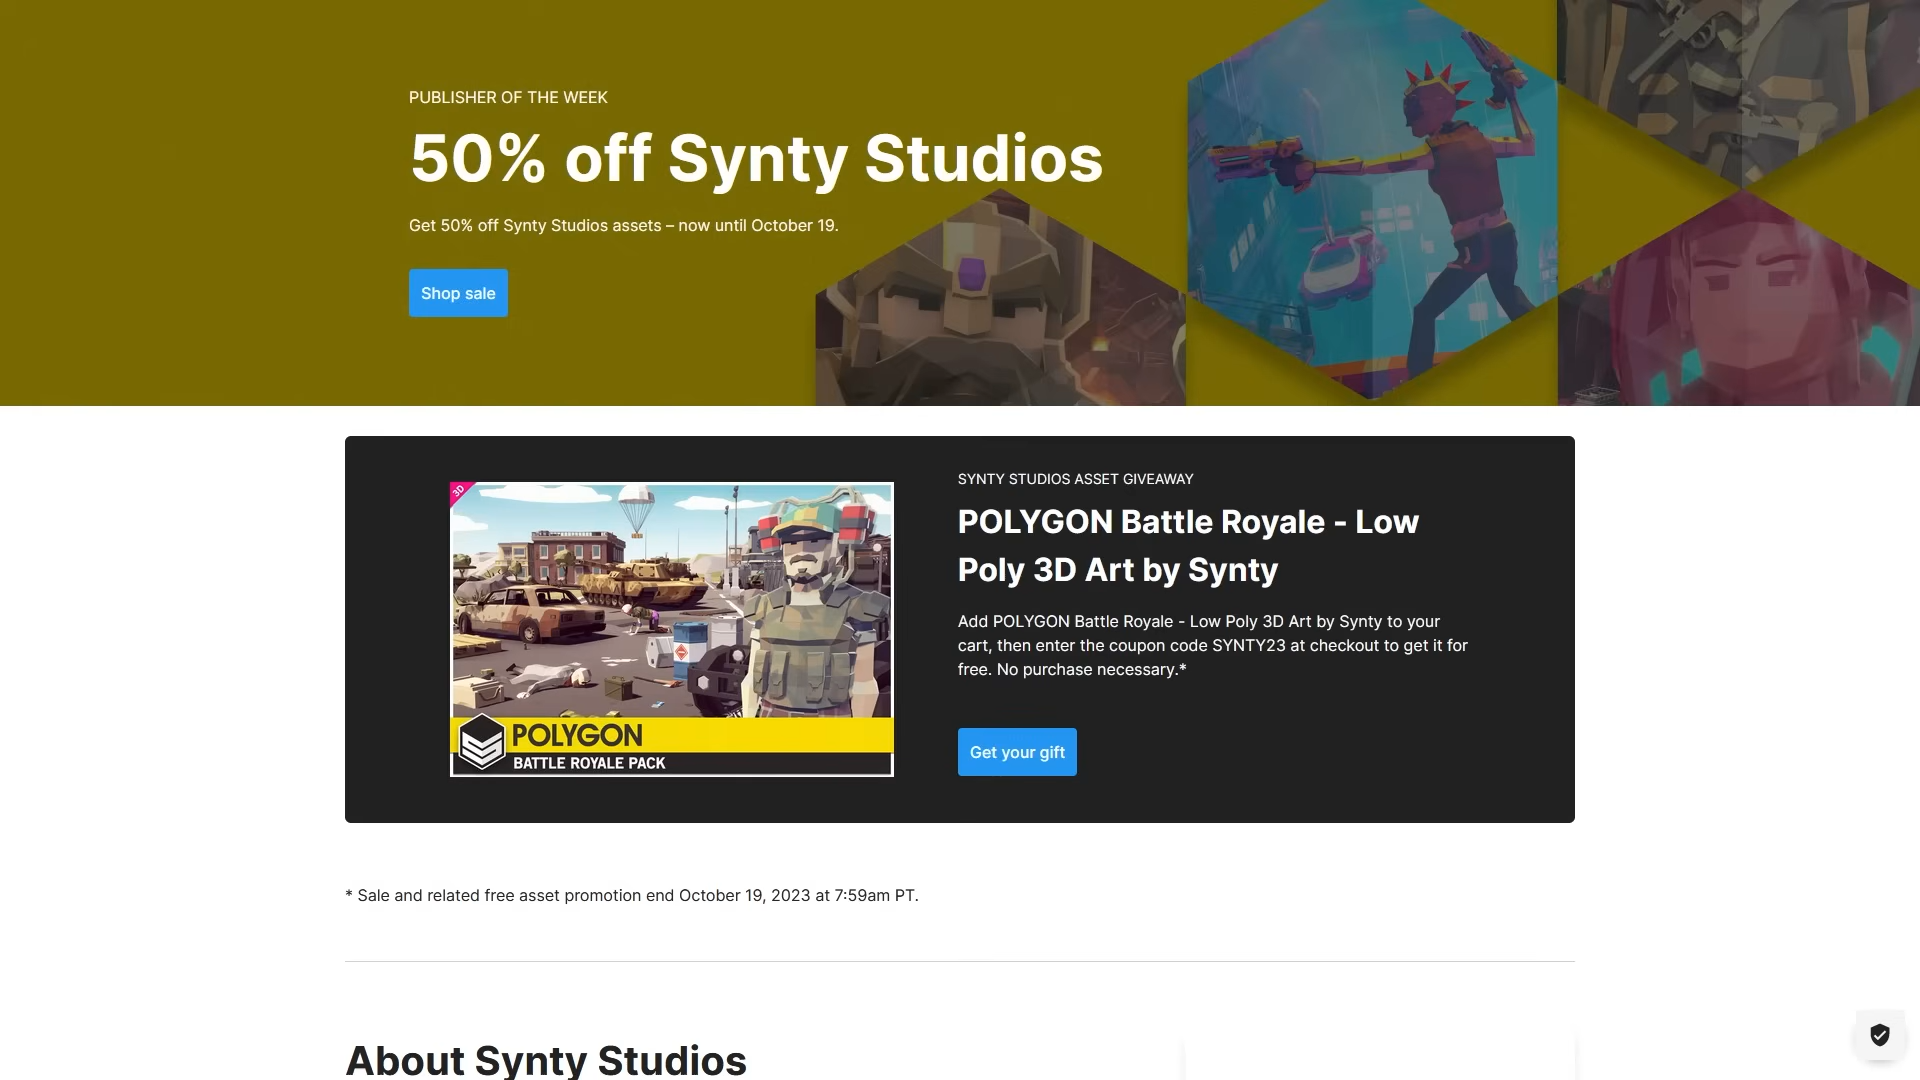 PUBLISHER OF THE WEEK
50% off Synty Studios
Get 50% off Synty Studios assets – now until October 19.
Shop sale
3D
POLYGON
BATTLE ROYALE PACK
SYNTY STUDIOS ASSET GIVEAWAY
POLYGON Battle Royale - Low
Poly 3D Art by Synty
Add POLYGON Battle Royale - Low Poly 3D Art by Synty to your
cart, then enter the coupon code SYNTY23 at checkout to get it for
free. No purchase necessary.*
Get your gift
* Sale and related free asset promotion end October 19, 2023 at 7:59am PT.
About Synty Studios